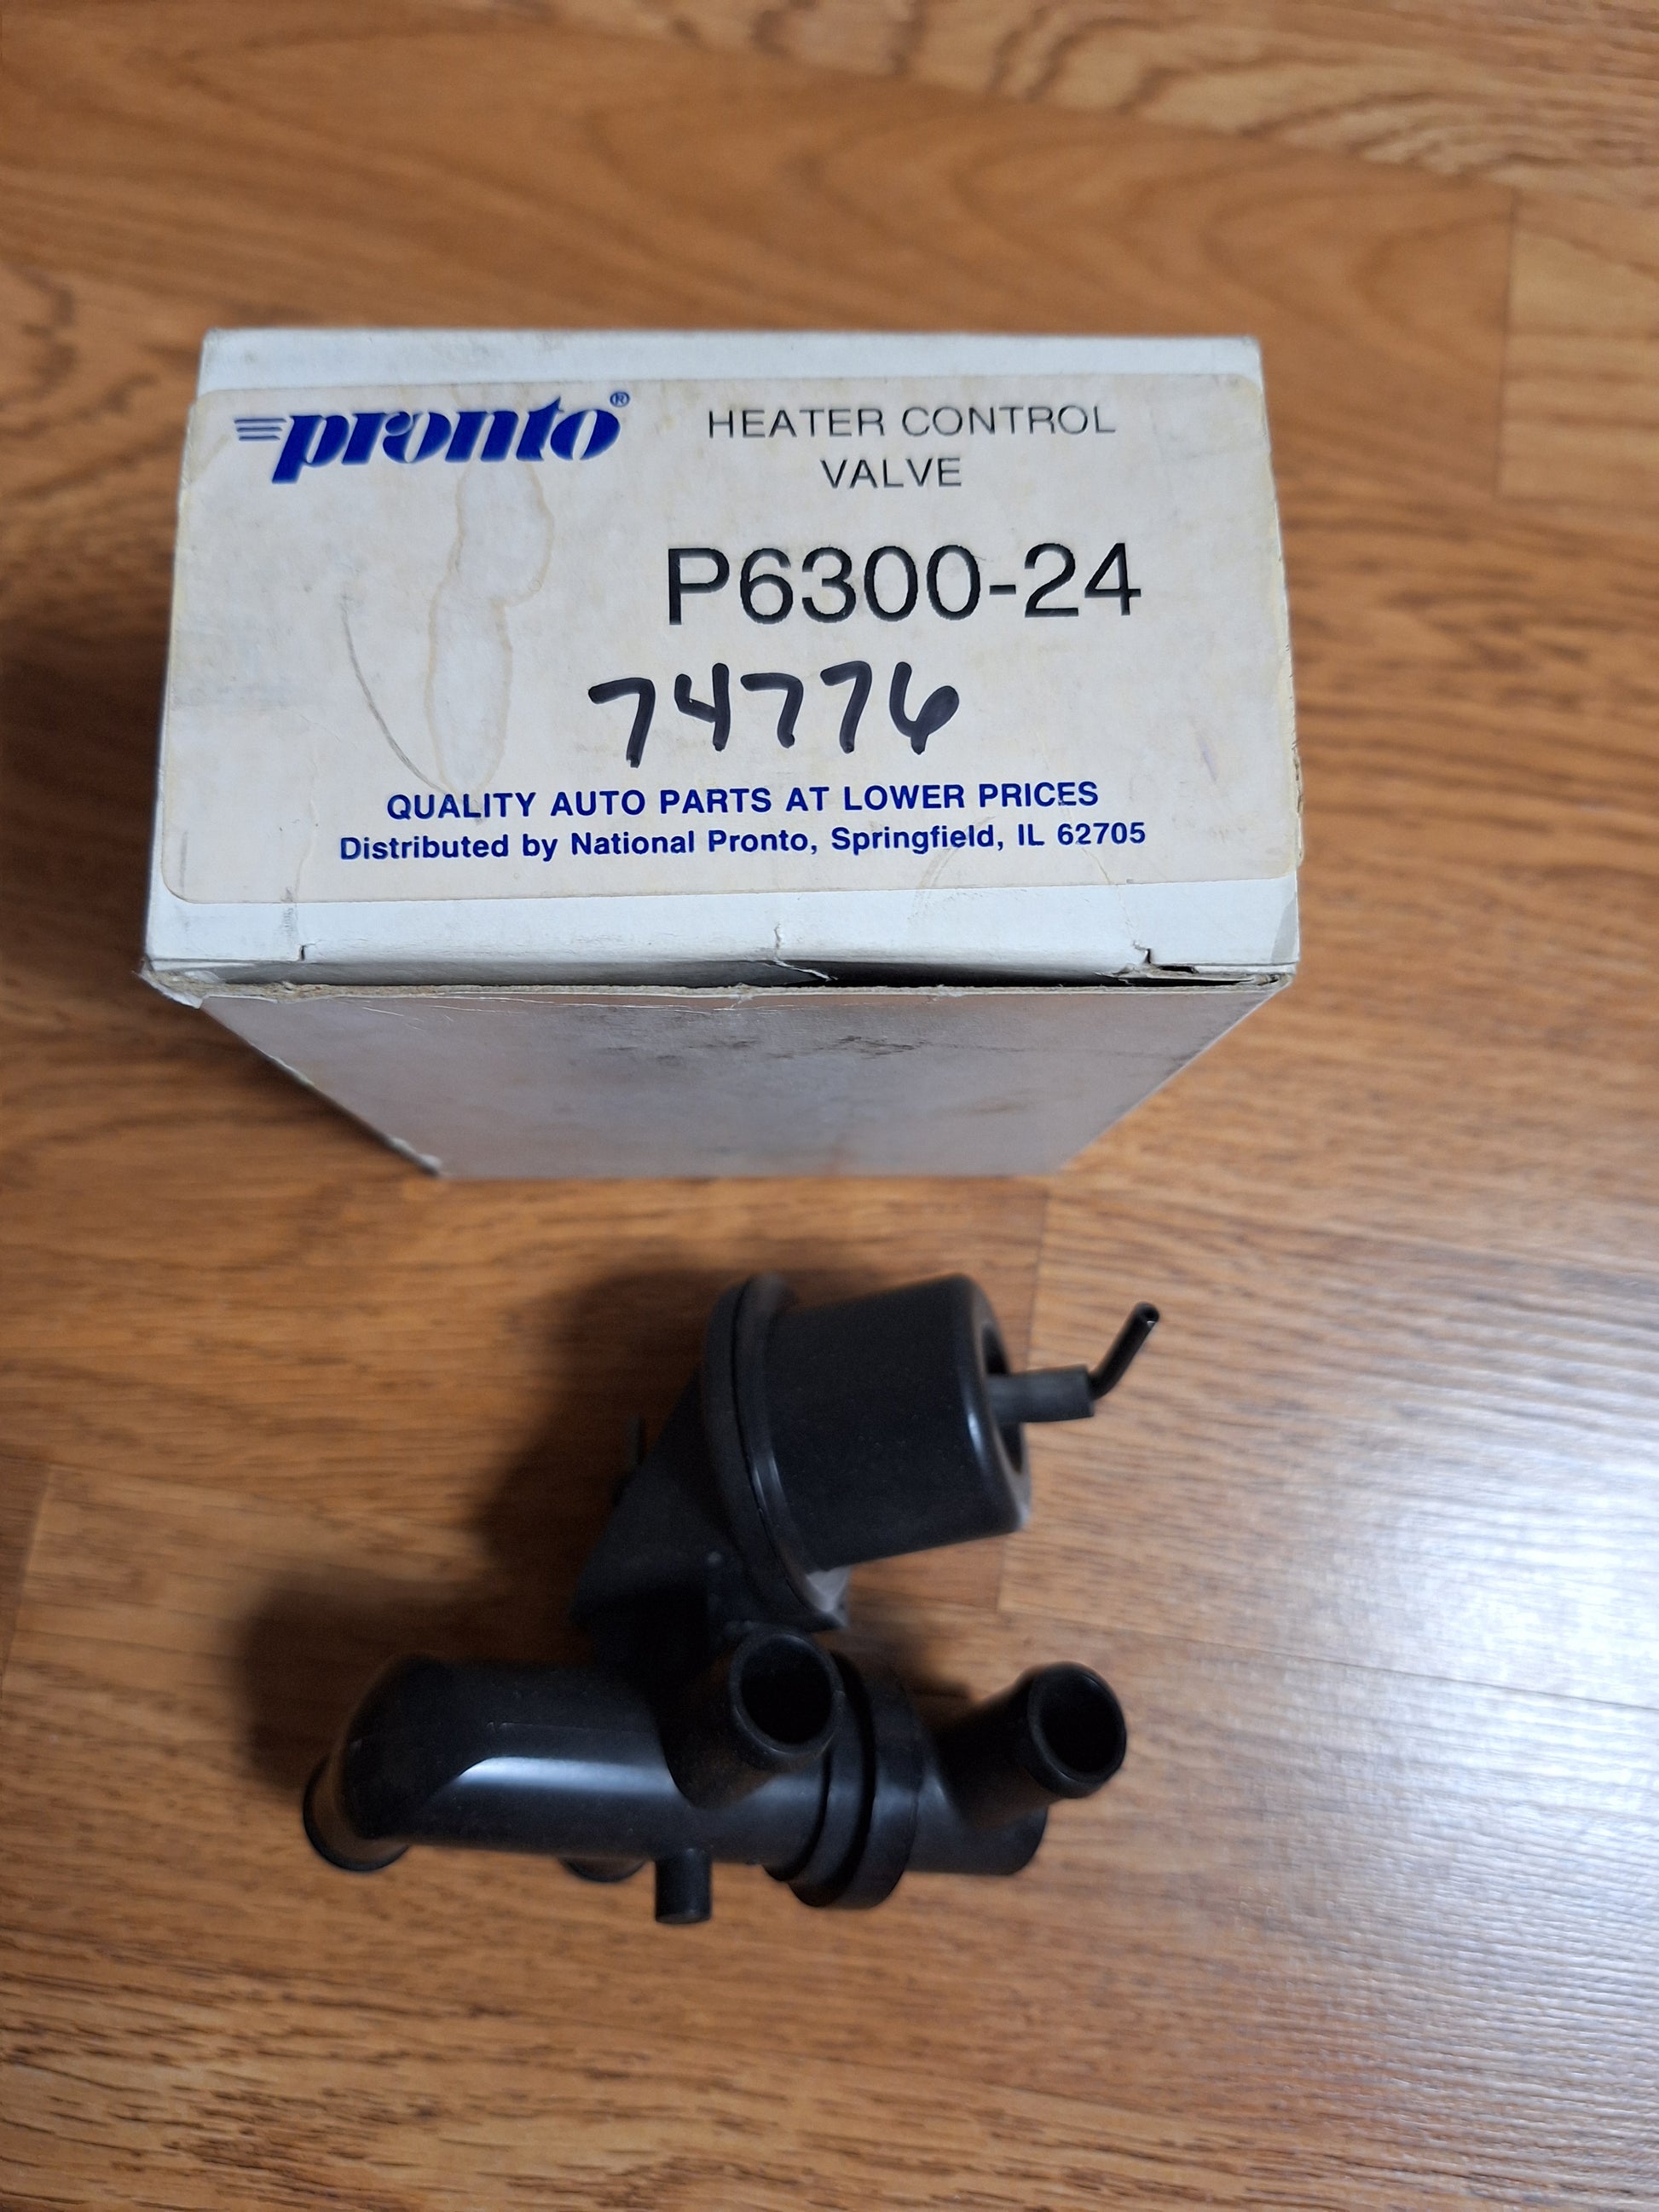 pronto®
HEATER CONTROL
VALVE
P6300-24
74776
QUALITY AUTO PARTS AT LOWER PRICES
Distributed by National Pronto, Springfield, IL 62705